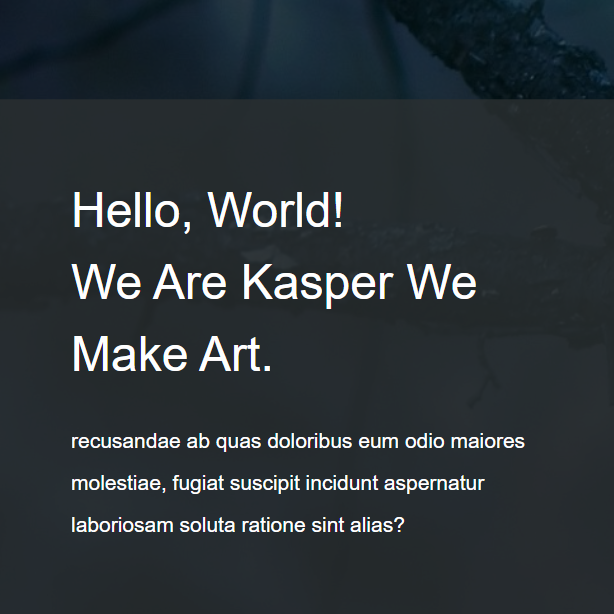 Hello, World!
We Are Kasper We
Make Art.
recusandae ab quas doloribus eum odio maiores
molestiae, fugiat suscipit incidunt aspernatur
laboriosam soluta ratione sint alias?